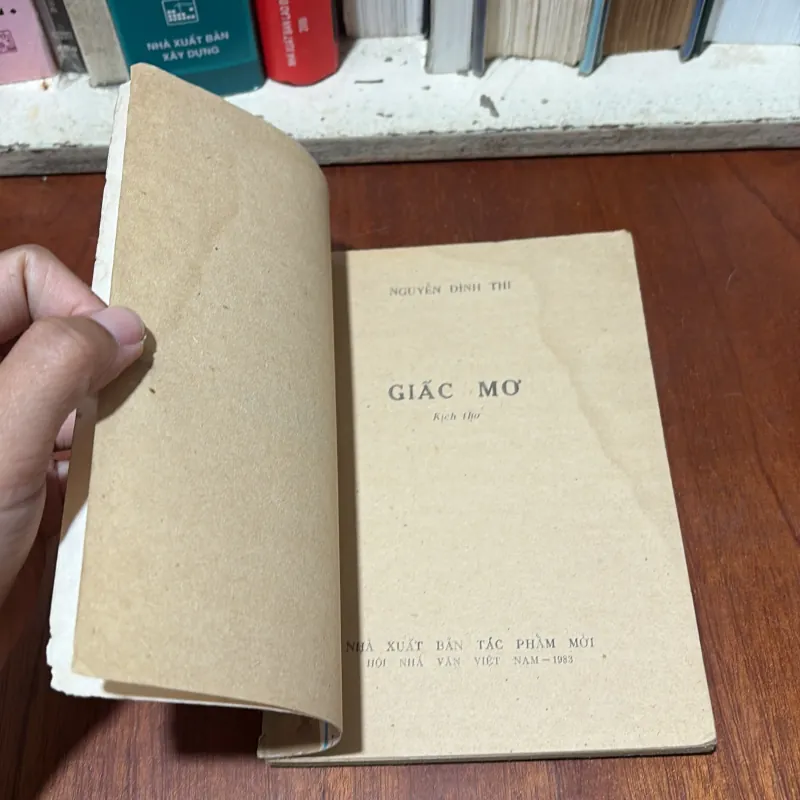 NHÀ XUẤT BẢN
XÂY DỰNG
NGUYỄN ĐÌNH THI
GIẤC MƠ
Kịch thơ
NHÀ XUẤT BẢN TÁC PHẨM MỚI
HỘI NHÀ VĂN VIỆT NAM — 1983